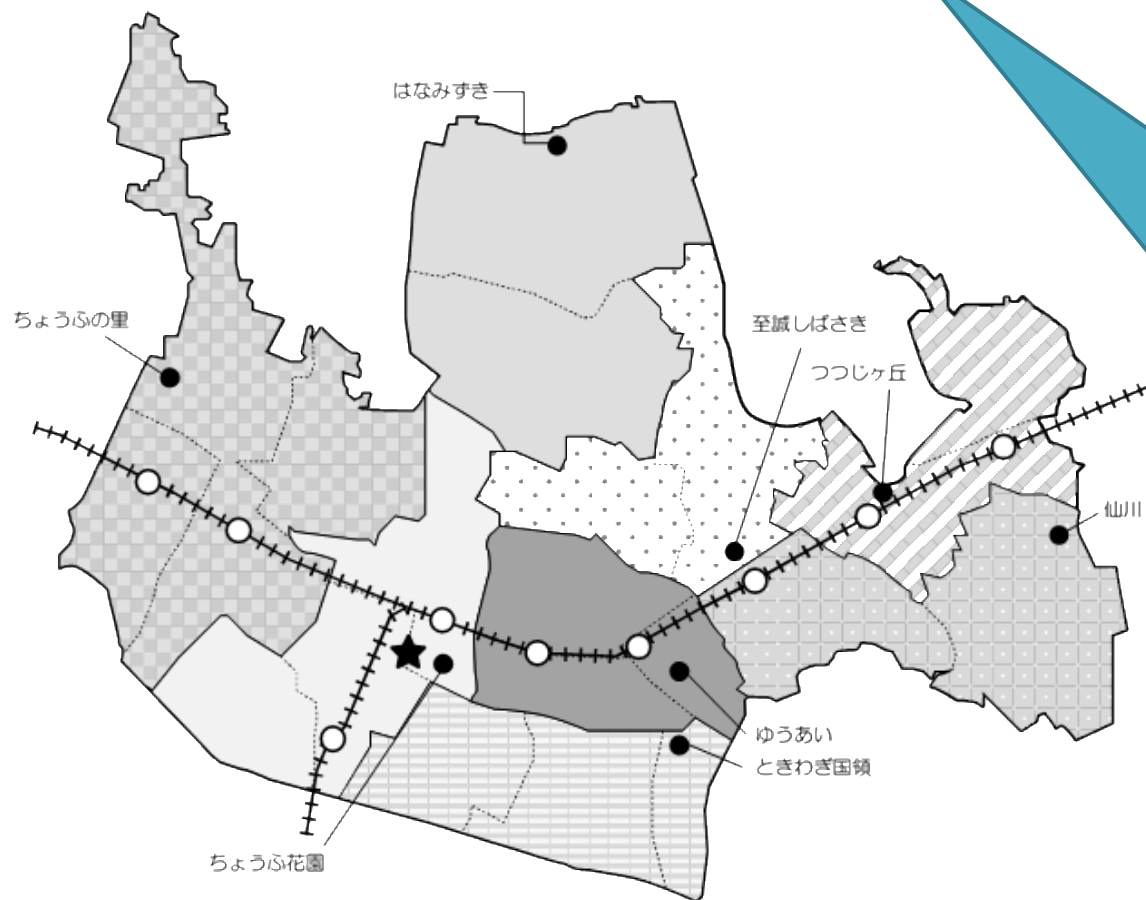 はなみずき
ちょうふの里
至誠しばさき
つつじヶ丘
仙川
ゆうあい
ときわぎ国領
ちょうふ花園